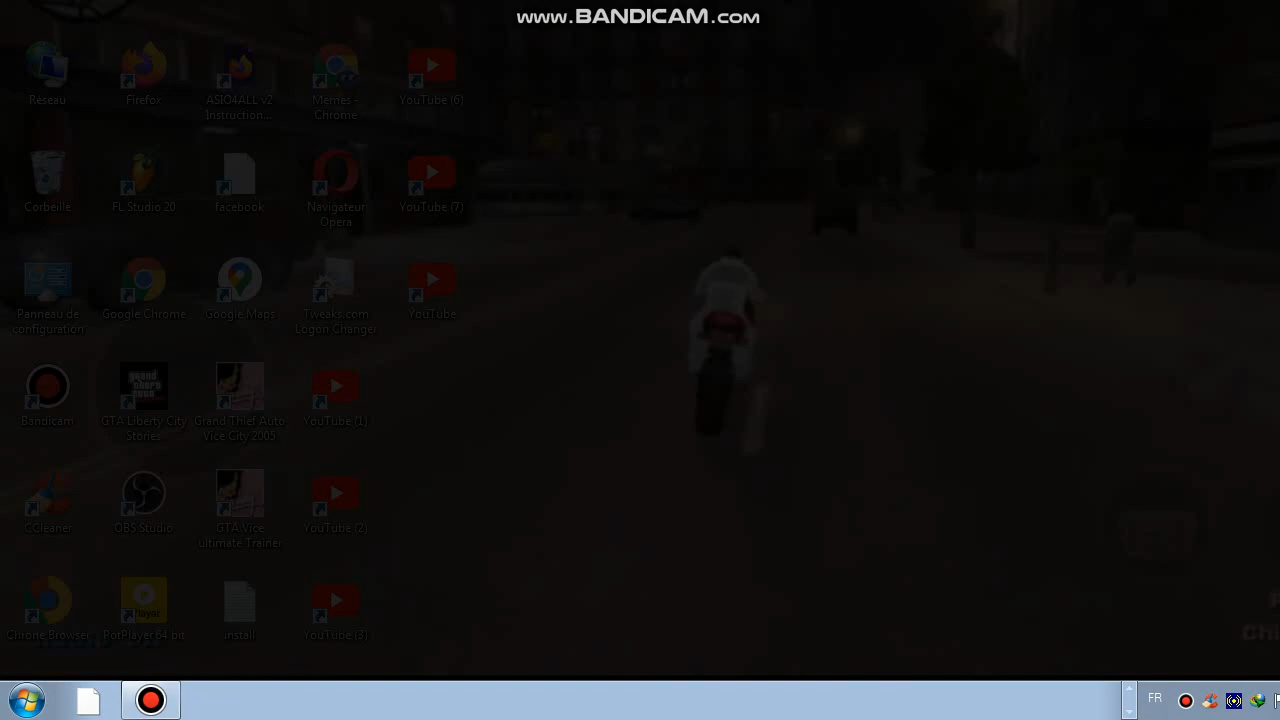 www.BANDICAM.com
Réseau
Firefox
ASIO4ALL v2
Instruction...
Memes -
Chrome
YouTube (6)
Corbeille
FL Studio 20
facebook
Navigateur
Opera
YouTube (7)
Panneau de
configuration
Google Chrome
Google Maps
Tweaks.com
Logon Changer
YouTube
Bandicam
GTA Liberty City
Stories
Grand Thief Auto
Vice City 2005
YouTube (1)
CCleaner
OBS Studio
GTA Vice
ultimate Trainer
YouTube (2)
Chrone Browser
PotPlayer 64 bit
install
YouTube (3)
FR